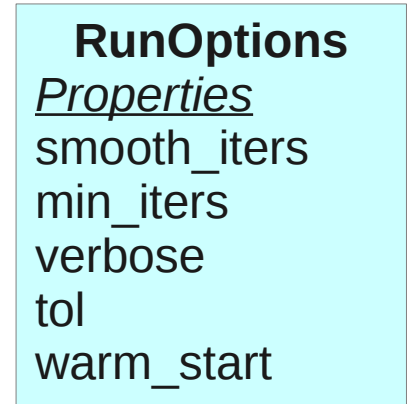 RunOptions
Properties
smooth_iters
min_iters
verbose
tol
warm_start